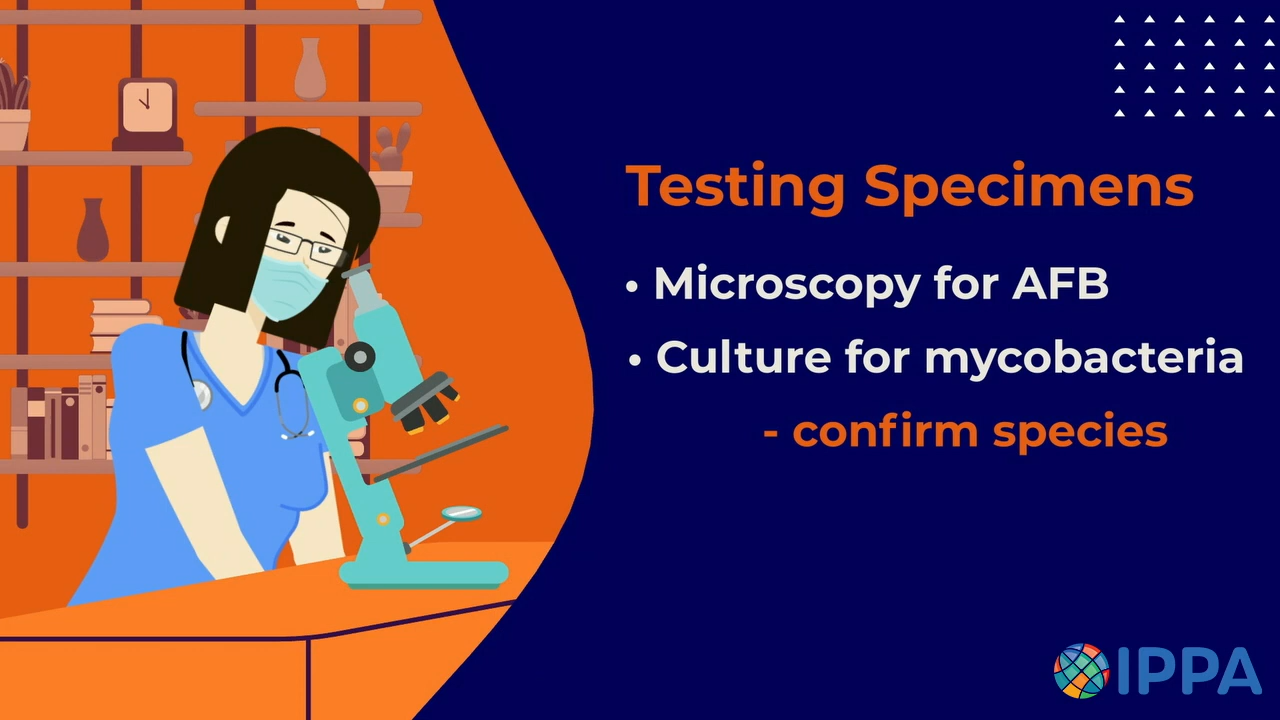 Testing Specimens
• Microscopy for AFB
• Culture for mycobacteria
- confirm species
IPPA